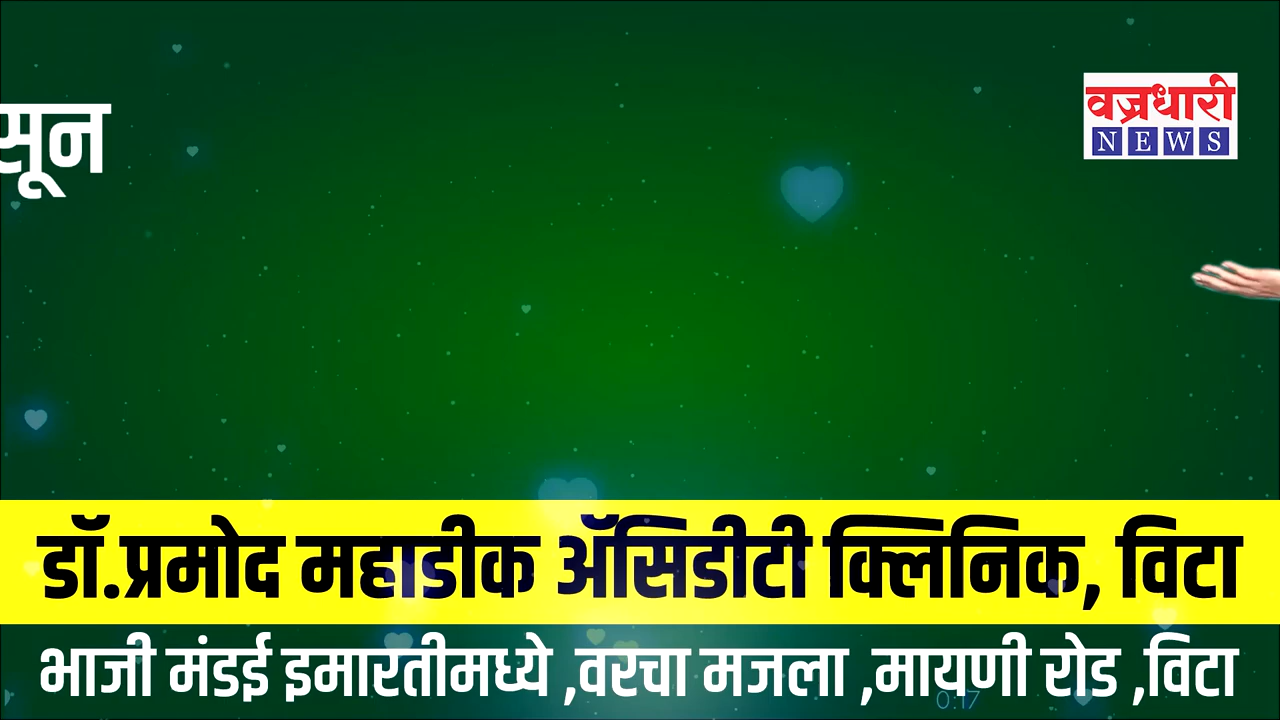 वज्रधारी
NEWS
सून
डॉ.प्रमोद महाडीक ॲसिडीटी क्लिनिक, विटा
भाजी मंडई इमारतीमध्ये ,वरचा मजला ,मायणी रोड ,विटा
0:17